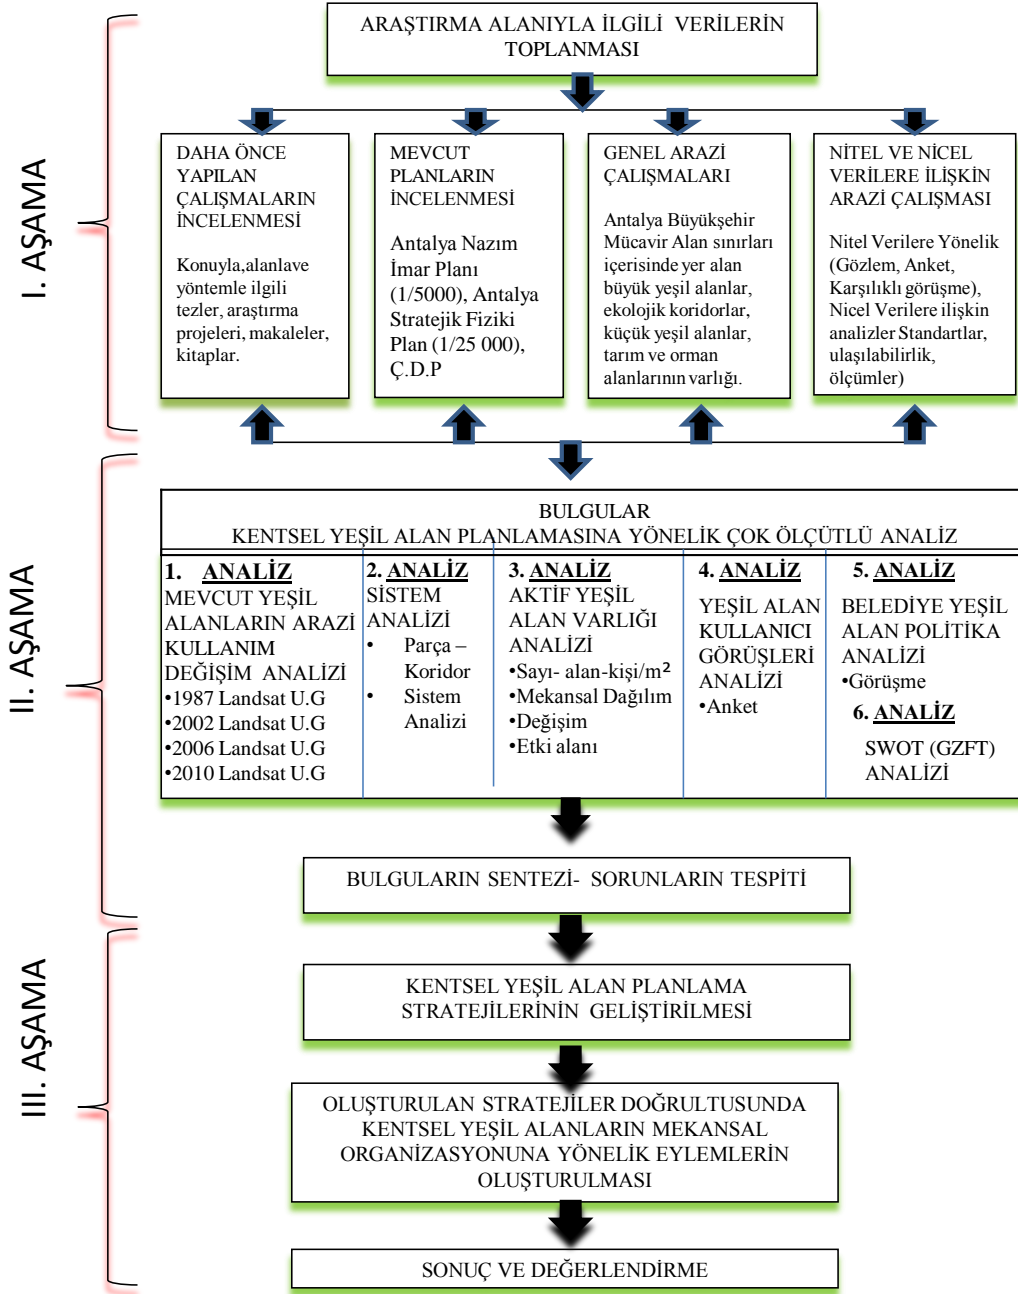 ARAŞTIRMA ALANIYLA İLGİLİ VERİLERİN
TOPLANMASI
I. AŞAMA
DAHA ÖNCE
YAPILAN
ÇALIŞMALARIN
İNCELENMESİ
Konuyla,alanlave
yöntemle ilgili
tezler, araştırma
projeleri, makaleler,
kitaplar.
MEVCUT
PLANLARIN
İNCELENMESİ
Antalya Nazım
İmar Planı
(1/5000), Antalya
Stratejik Fiziki
Plan (1/25 000),
Ç.D.P
GENEL ARAZİ
ÇALIŞMALARI
Antalya Büyükşehir
Mücavir Alan sınırları
içerisinde yer alan
büyük yeşil alanlar,
ekolojik koridorlar,
küçük yeşil alanlar,
tarım ve orman
alanlarının varlığı.
NİTEL VE NİCEL
VERİLERE İLİŞKİN
ARAZİ ÇALIŞMASI
Nitel Verilere Yönelik
(Gözlem, Anket,
Karşılıklı görüşme),
Nicel Verilere ilişkin
analizler Standartlar,
ulaşılabilirlik,
ölçümler)
II. AŞAMA
BULGULAR
KENTSEL YEŞİL ALAN PLANLAMASINA YÖNELİK ÇOK ÖLÇÜTLÜ ANALİZ
1. ANALİZ
MEVCUT YEŞİL
ALANLARIN ARAZİ
KULLANIM
DEĞİŞİM ANALİZİ
•1987 Landsat U.G
•2002 Landsat U.G
•2006 Landsat U.G
•2010 Landsat U.G
2. ANALİZ
SİSTEM
ANALİZİ
• Parça –
Koridor
• Sistem
Analizi
3. ANALİZ
AKTİF YEŞİL
ALAN VARLIĞI
ANALİZİ
•Sayı- alan-kişi/m²
•Mekansal Dağılım
•Değişim
•Etki alanı
4. ANALİZ
YEŞİL ALAN
KULLANICI
GÖRÜŞLERİ
ANALİZİ
•Anket
5. ANALİZ
BELEDİYE YEŞİL
ALAN POLİTİKA
ANALİZİ
•Görüşme
6. ANALİZ
SWOT (GZFT)
ANALİZİ
BULGULARIN SENTEZİ- SORUNLARIN TESPİTİ
III. AŞAMA
KENTSEL YEŞİL ALAN PLANLAMA
STRATEJİLERİNİN GELİŞTİRİLMESİ
OLUŞTURULAN STRATEJİLER DOĞRULTUSUNDA
KENTSEL YEŞİL ALANLARIN MEKANSAL
ORGANİZASYONUNA YÖNELİK EYLEMLERİN
OLUŞTURULMASI
SONUÇ VE DEĞERLENDİRME